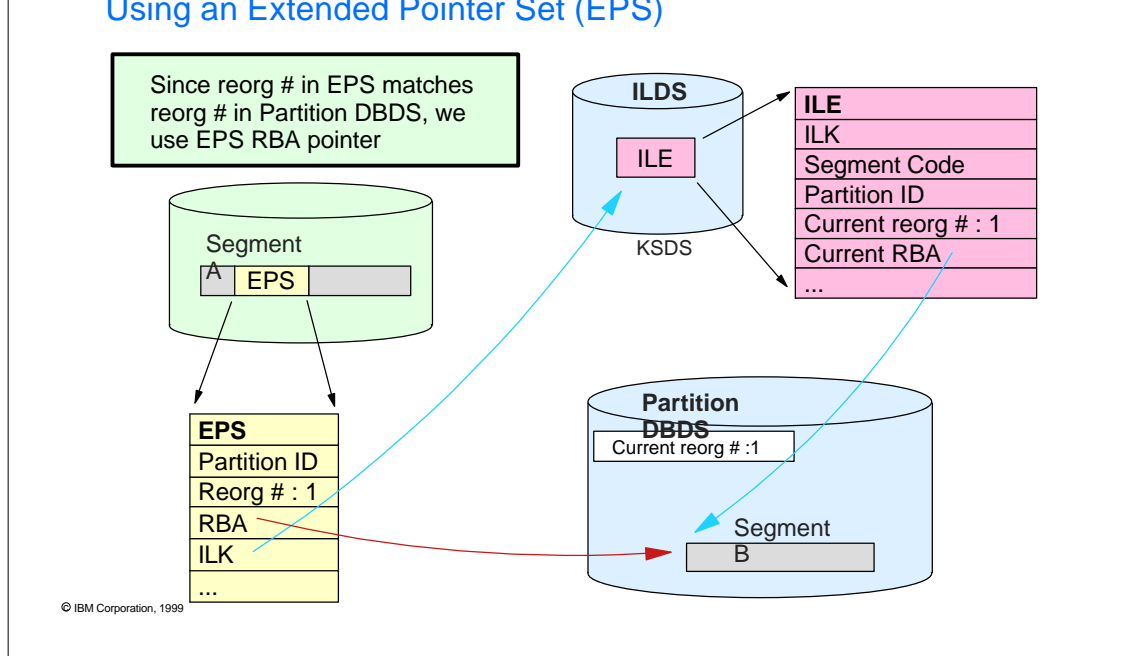 Using an Extended Pointer Set (EPS)
Since reorg # in EPS matches
reorg # in Partition DBDS, we
use EPS RBA pointer
ILDS
ILE
KSDS
ILE
ILK
Segment Code
Partition ID
Current reorg # : 1
Current RBA
...
Segment
A
EPS
EPS
Partition ID
Reorg # : 1
RBA
ILK
...
Partition
DBDS
Current reorg # :1
Segment
B
© IBM Corporation, 1999